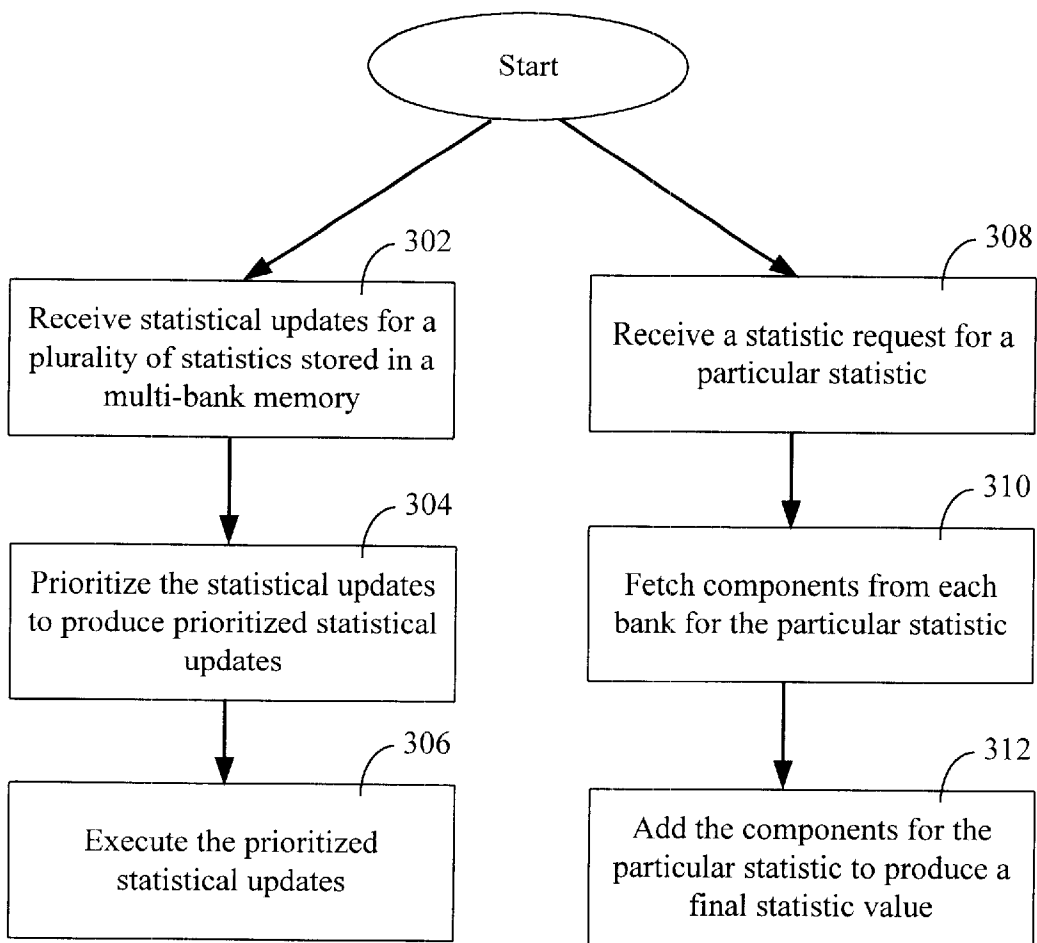 Start
302
Receive statistical updates for a
plurality of statistics stored in a
multi-bank memory
304
Prioritize the statistical updates
to produce prioritized statistical
updates
306
Execute the prioritized
statistical updates
308
Receive a statistic request for a
particular statistic
310
Fetch components from each
bank for the particular statistic
312
Add the components for the
particular statistic to produce a
final statistic value